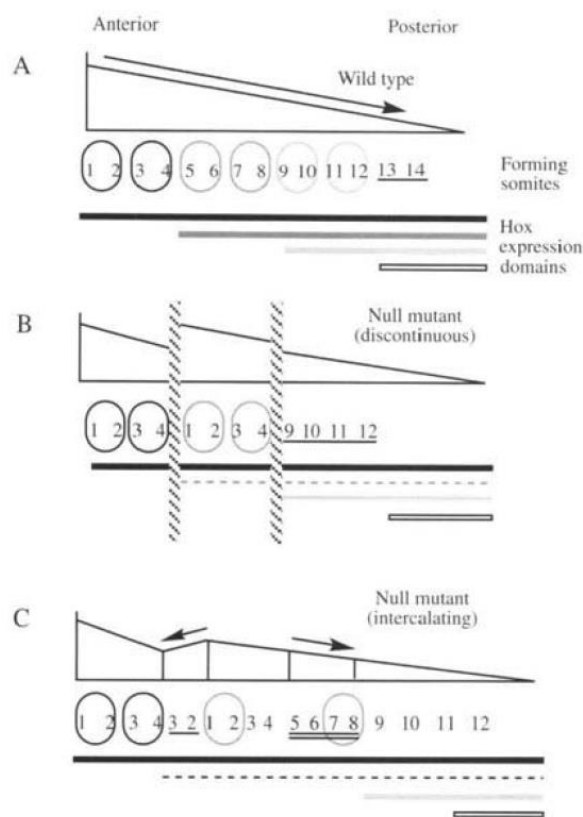 Anterior Posterior
A
Wild type
1 2 3 4 5 6 7 8 9 10 11 12 13 14
Forming
somites
Hox
expression
domains
B
Null mutant
(discontinuous)
1 2 3 4 1 2 3 4 9 10 11 12
C
Null mutant
(intercalating)
1 2 3 4 3 2 1 2 3 4 5 6 7 8 9 10 11 12